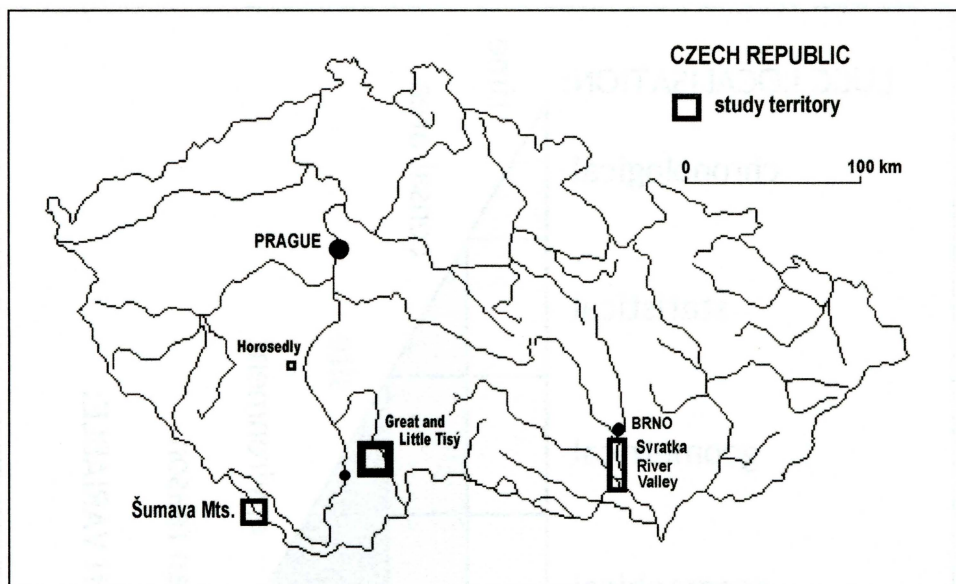 CZECH REPUBLIC
study territory
0 100 km
PRAGUE
Horosedly
Great and
Little Tisý
BRNO
Svratka
River
Valley
Šumava Mts.